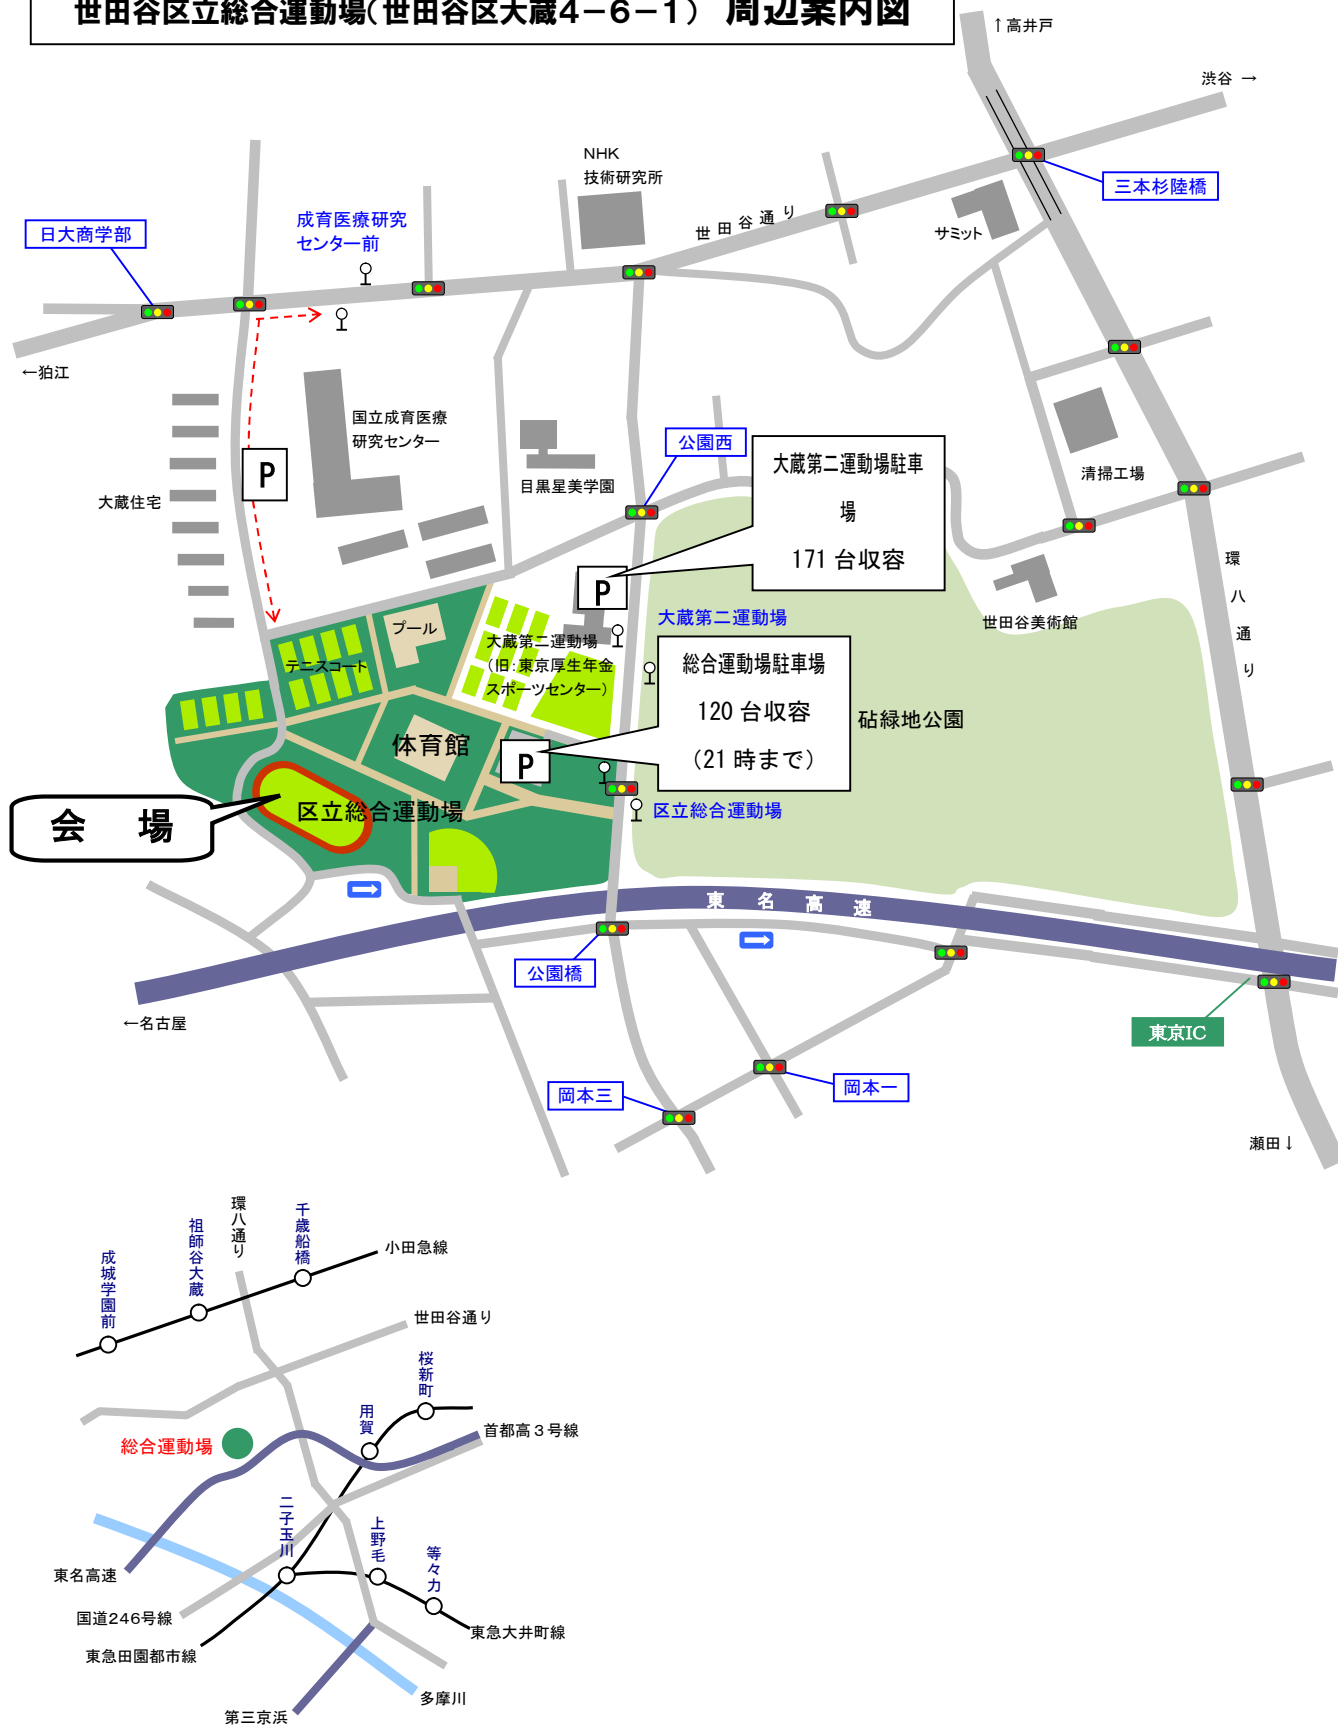 世田谷区立総合運動場（世田谷区大蔵4－6－1） 周辺案内図
↑高井戸
渋谷 →
NHK
技術研究所
三本杉陸橋
世田谷通り
サミット
成育医療研究
センター前
日大商学部
←狛江
国立成育医療
研究センター
P
大蔵住宅
目黒星美学園
公園西
大蔵第二運動場駐車
場
171 台収容
清掃工場
環八通り
世田谷美術館
P
大蔵第二運動場
プール
テニスコート
大蔵第二運動場
（旧：東京厚生年金
スポーツセンター）
総合運動場駐車場
120 台収容
（21 時まで）
砧緑地公園
体育館
P
区立総合運動場
区立総合運動場
会 場
東名高速
公園橋
←名古屋
東京IC
岡本三
岡本一
瀬田↓
環八通り
千歳船橋
祖師谷大蔵
成城学園前
小田急線
世田谷通り
桜新町
用賀
首都高３号線
総合運動場
二子玉川
上野毛
等々力
東名高速
国道246号線
東急田園都市線
東急大井町線
多摩川
第三京浜